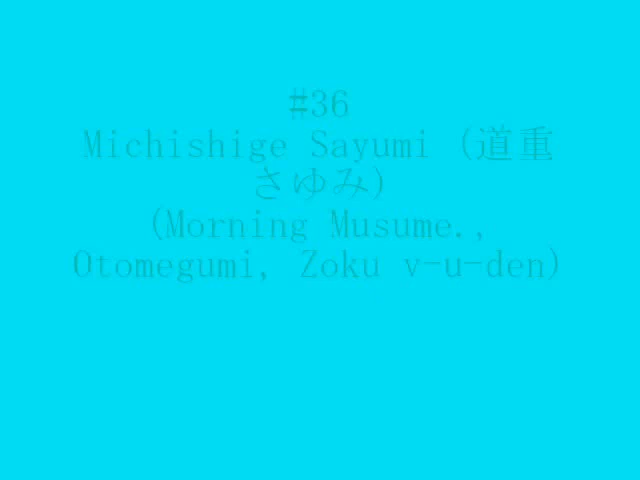 #36
Michishige Sayumi (道重
さゆみ)
(Morning Musume.,
Otomegumi, Zoku v-u-den)